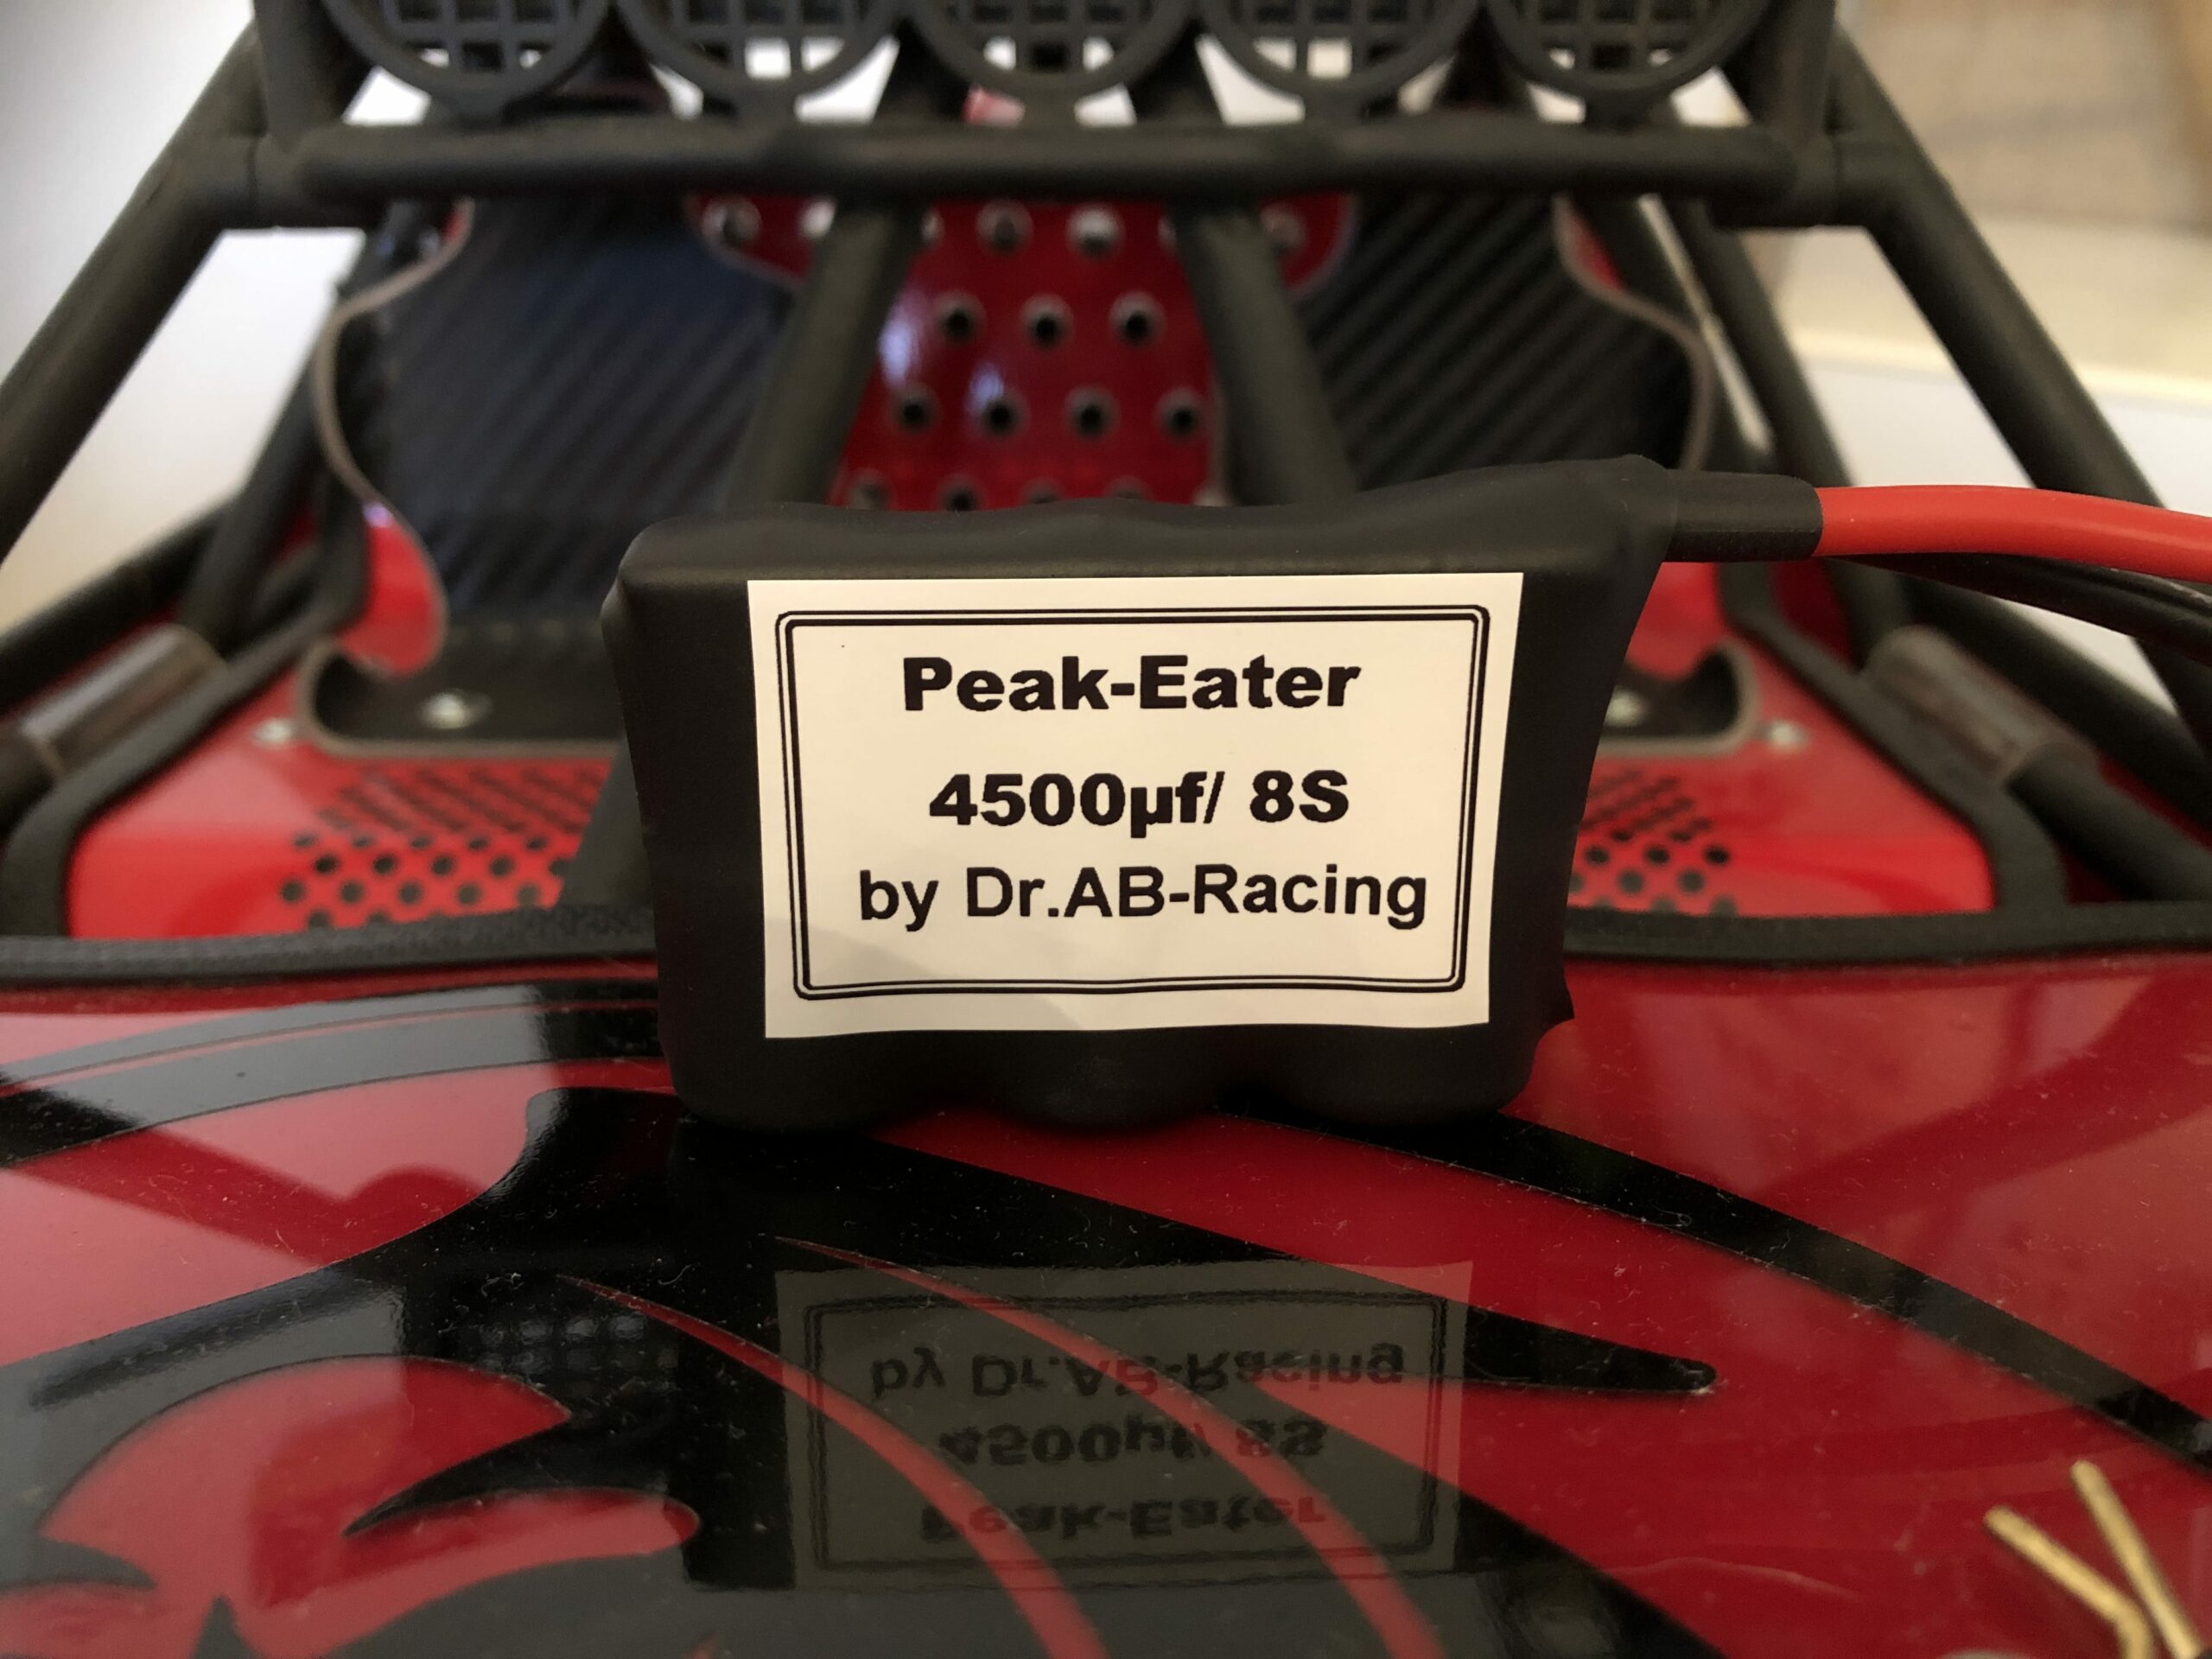 Peak-Eater
4500µf/ 8S
by Dr.AB-Racing